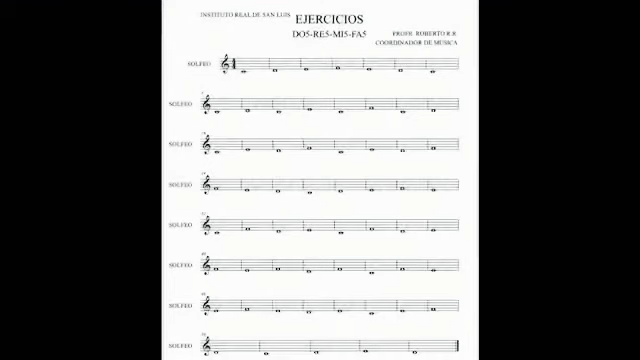 INSTITUTO REAL DE SAN LUIS
EJERCICIOS
DO5-RE5-MI5-FA5
PROFR. ROBERTO R.R
COORDINADOR DE MUSICA
SOLFEO
SOLFEO
SOLFEO
SOLFEO
SOLFEO
SOLFEO
SOLFEO
SOLFEO